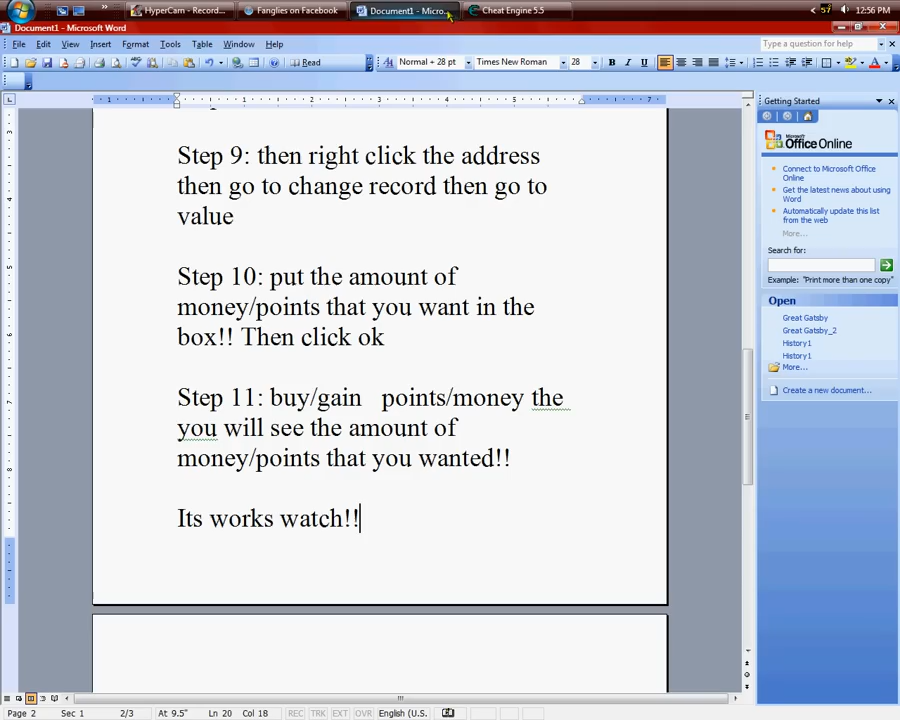 HyperCam - Record...
Fanglies on Facebook
Document1 - Micro...
Cheat Engine 5.5
57
12:56 PM
Document1 - Microsoft Word
File Edit View Insert Format Tools Table Window Help
Type a question for help
Read
Normal + 28 pt
Times New Roman
28
B I U
1 1 2 3 4 5 7
Getting Started
Office Online
Connect to Microsoft Office
Online
Get the latest news about using
Word
Automatically update this list
from the web
More...
Search for:
Example: "Print more than one copy"
Open
Great Gatsby
Great Gatsby_2
History1
History1
More...
Create a new document...
Step 9: then right click the address
then go to change record then go to
value
Step 10: put the amount of
money/points that you want in the
box!! Then click ok
Step 11: buy/gain   points/money the
you will see the amount of
money/points that you wanted!!
Its works watch!!
Page 2 Sec 1 2/3 At 9.5" Ln 20 Col 18 REC TRK EXT OVR English (U.S.